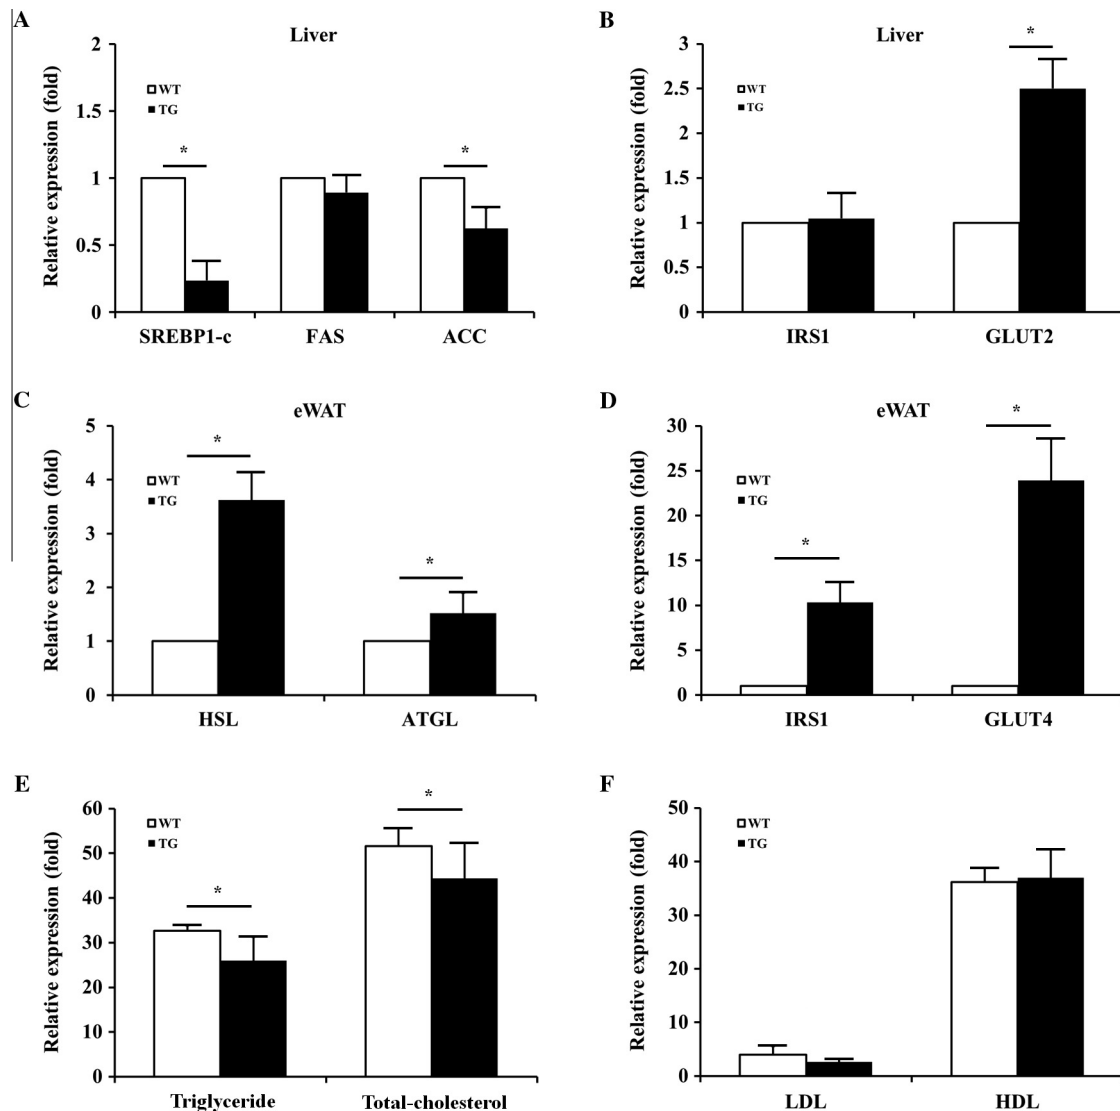 A
Liver
Relative expression (fold)
2
1.5
1
0.5
0
WT
TG
*
*
SREBP1-c FAS ACC
B
Liver
Relative expression (fold)
3
2.5
2
1.5
1
0.5
0
WT
TG
*
IRS1 GLUT2
C
eWAT
Relative expression (fold)
5
4
3
2
1
0
WT
TG
*
*
HSL ATGL
D
eWAT
Relative expression (fold)
30
25
20
15
10
5
0
WT
TG
*
*
IRS1 GLUT4
E
Relative expression (fold)
60
50
40
30
20
10
0
WT
TG
*
*
Triglyceride Total-cholesterol
F
Relative expression (fold)
50
40
30
20
10
0
WT
TG
LDL HDL